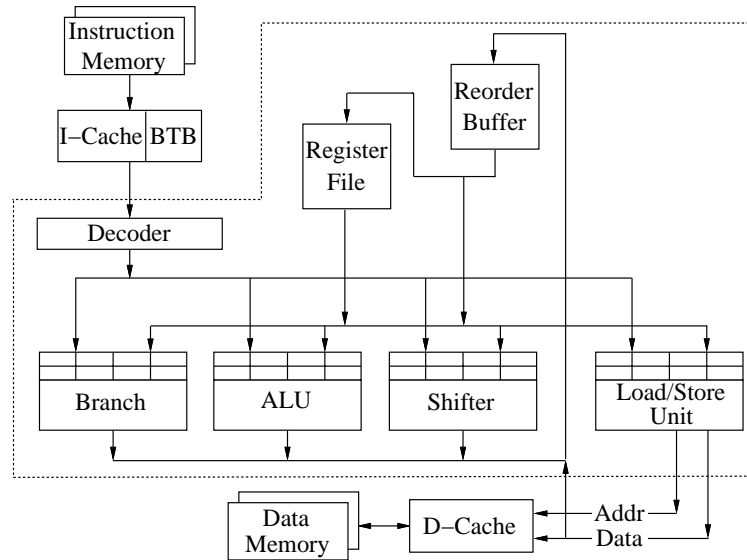 Instruction
Memory
I–Cache
BTB
Reorder
Buffer
Register
File
Decoder
Branch
ALU
Shifter
Load/Store
Unit
Data
Memory
D–Cache
Addr
Data